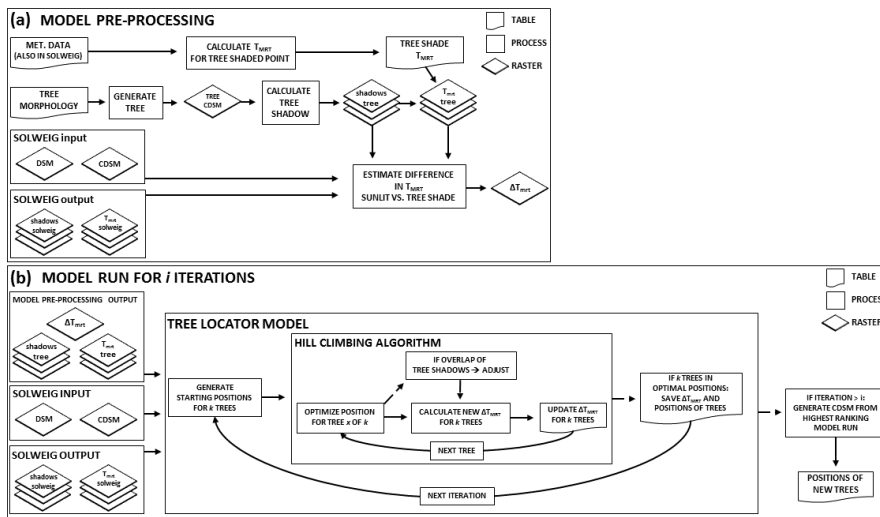 (a) MODEL PRE-PROCESSING
TABLE
PROCESS
RASTER
MET. DATA
(ALSO IN SOLWEIG)
CALCULATE TMRT
FOR TREE SHADED POINT
TREE SHADE
TMRT
TREE
MORPHOLOGY
GENERATE
TREE
TREE
CDSM
CALCULATE
TREE
SHADOW
shadows
tree
Tmrt
tree
SOLWEIG input
DSM
CDSM
SOLWEIG output
shadows
solweig
Tmrt
solweig
ESTIMATE DIFFERENCE
IN TMRT
SUNLIT VS. TREE SHADE
ΔTmrt
(b) MODEL RUN FOR i ITERATIONS
TABLE
PROCES
RASTER
MODEL PRE-PROCESSING OUTPUT
ΔTmrt
shadows
tree
Tmrt
tree
SOLWEIG INPUT
DSM
CDSM
SOLWEIG OUTPUT
shadows
solweig
Tmrt
solweig
TREE LOCATOR MODEL
GENERATE
STARTING POSITIONS
FOR k TREES
HILL CLIMBING ALGORITHM
IF OVERLAP OF
TREE SHADOWS → ADJUST
OPTIMIZE POSITION
FOR TREE x OF k
CALCULATE NEW ΔTMRT
FOR k TREES
UPDATE ΔTMRT
FOR k TREES
NEXT TREE
IF k TREES IN
OPTIMAL POSITIONS:
SAVE ΔTMRT AND
POSITIONS OF TREES
NEXT ITERATION
IF ITERATION > i:
GENERATE CDSM FROM
HIGHEST RANKING
MODEL RUN
POSITIONS OF
NEW TREES